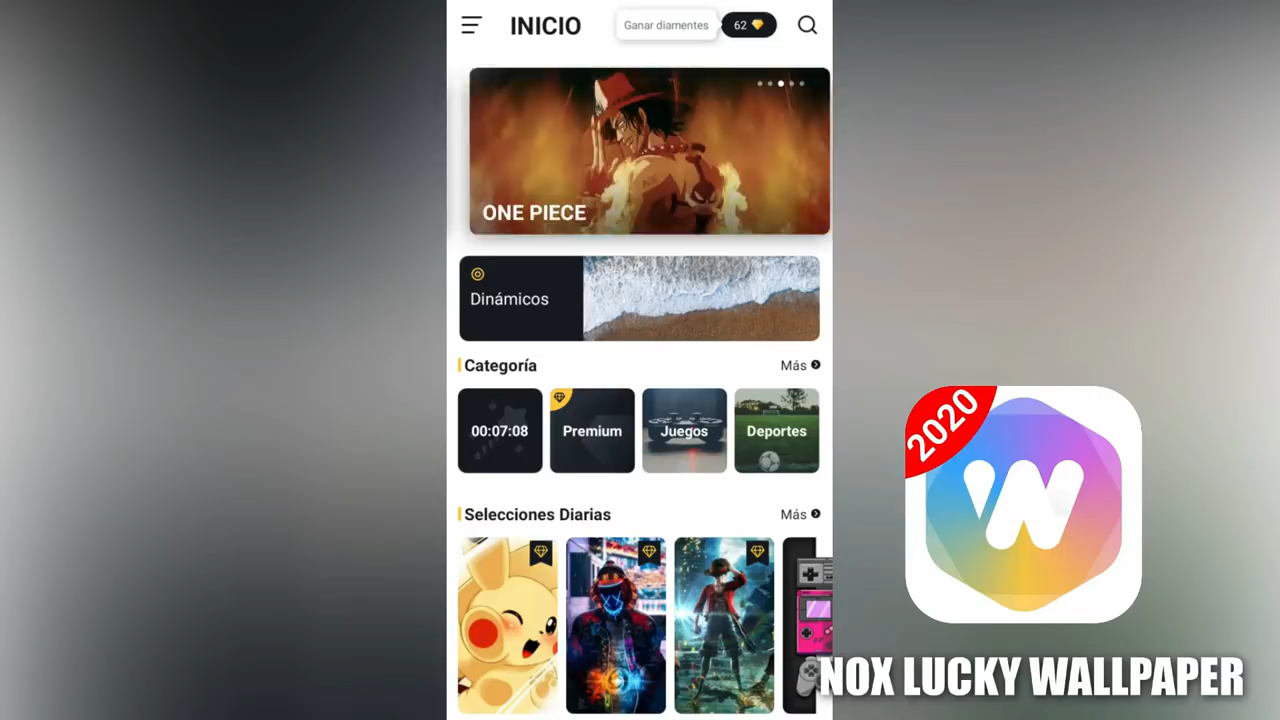 INICIO
Ganar diamentes
62
ONE PIECE
Dinámicos
Categoría
Más
00:07:08
Premium
Juegos
Deportes
Selecciones Diarias
Más
2020
W
NOX LUCKY WALLPAPER